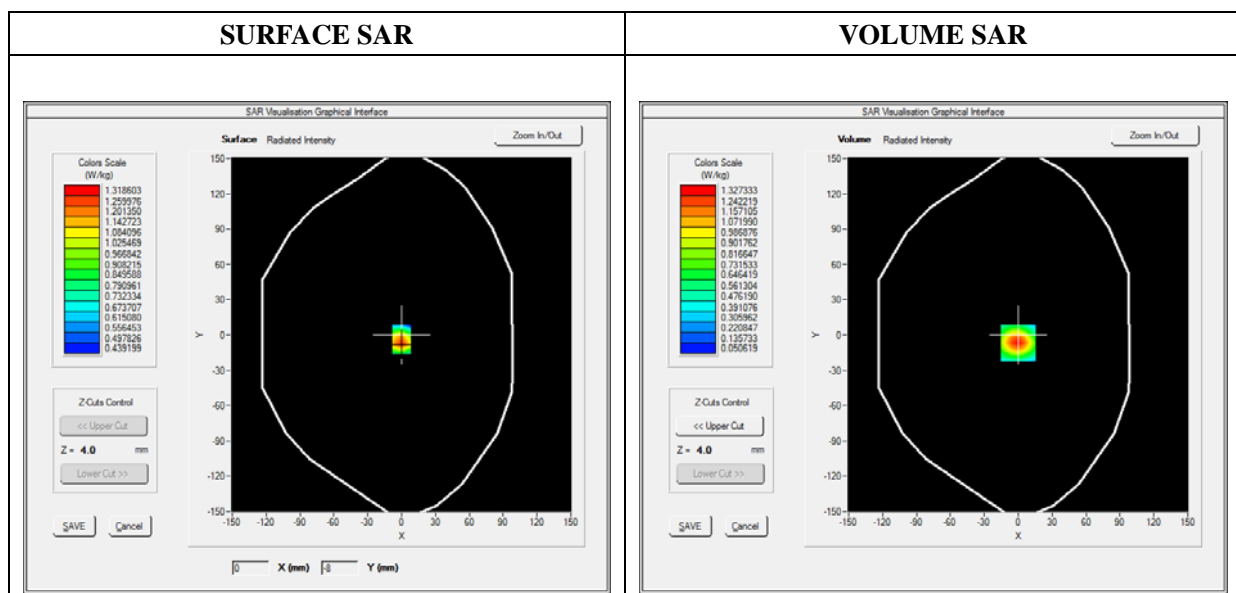 SURFACE SAR
VOLUME SAR
SAR Visualisation Graphical Interface
Surface Radiated Intensity
Zoom In/Out
Colors Scale
(W/kg)
1.318603
1.259976
1.201350
1.142723
1.084096
1.025469
0.966842
0.908215
0.849588
0.790961
0.732334
0.673707
0.615080
0.556453
0.497826
0.439199
Z-Cuts Control
<< Upper Cut
Z = 4.0 mm
Lower Cut >>
SAVE Cancel
150
120
90
60
30
0
-30
-60
-90
-120
-150
Y
-150 -120 -90 -60 -30 0 30 60 90 120 150
X
0 X (mm) -8 Y (mm)
SAR Visualisation Graphical Interface
Volume Radiated Intensity
Zoom In/Out
Colors Scale
(W/kg)
1.327333
1.242219
1.157105
1.071990
0.986876
0.901762
0.816647
0.731533
0.646419
0.561304
0.476190
0.391076
0.305962
0.220847
0.135733
0.050619
Z-Cuts Control
<< Upper Cut
Z = 4.0 mm
Lower Cut >>
SAVE Cancel
150
120
90
60
30
0
-30
-60
-90
-120
-150
Y
-150 -120 -90 -60 -30 0 30 60 90 120 150
X